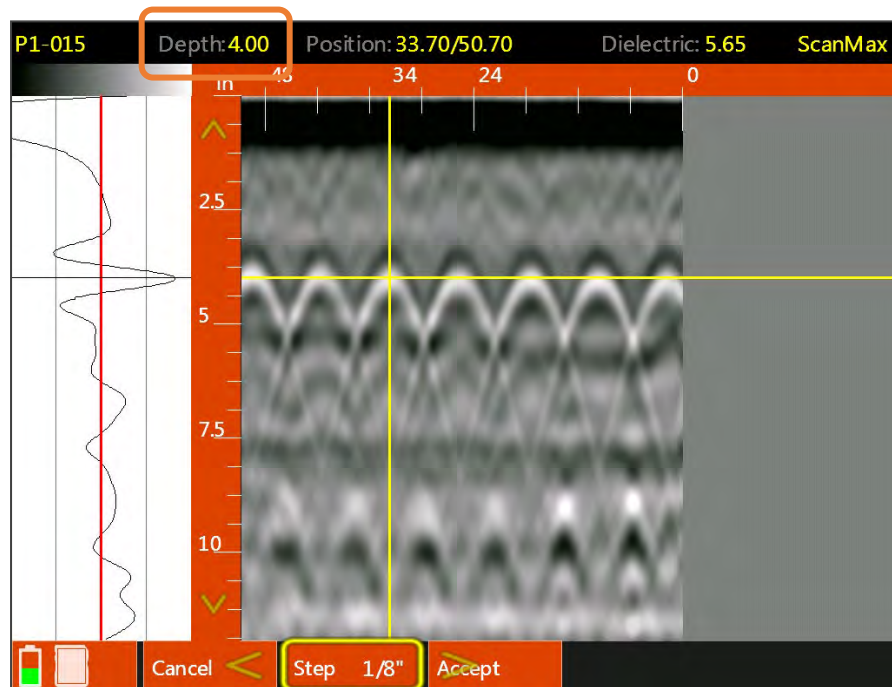 P1-015 Depth:4.00 Position: 33.70/50.70 Dielectric: 5.65 ScanMax
in 48 34 24 0
2.5
5
7.5
10
Cancel < Step 1/8" > Accept